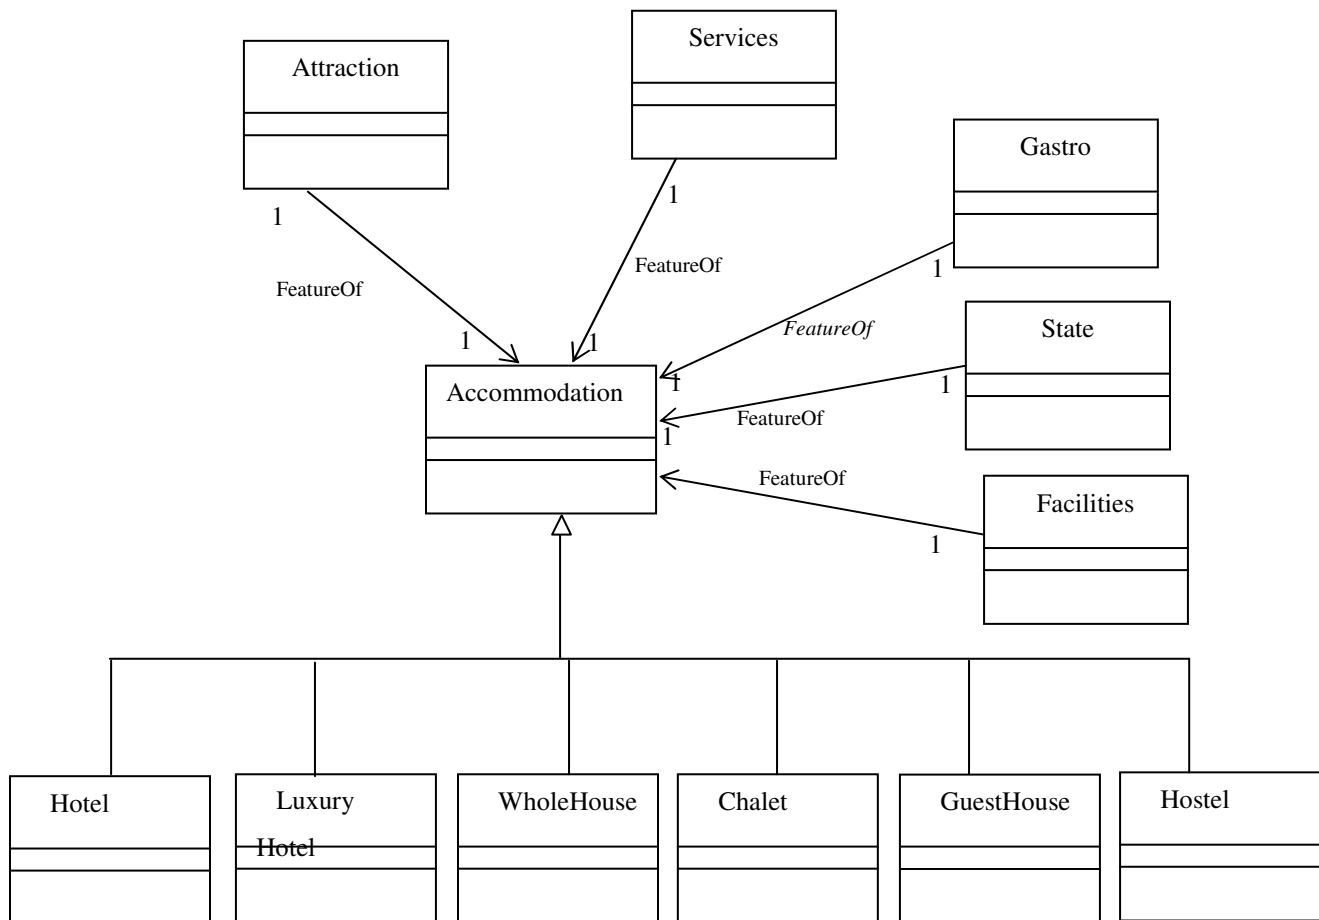 Services
Attraction
Gastro
1
1
FeatureOf
1
FeatureOf
FeatureOf
State
1
1
1
1
Accommodation
FeatureOf
1
FeatureOf
Facilities
1
Hotel
Luxury
Hotel
WholeHouse
Chalet
GuestHouse
Hostel